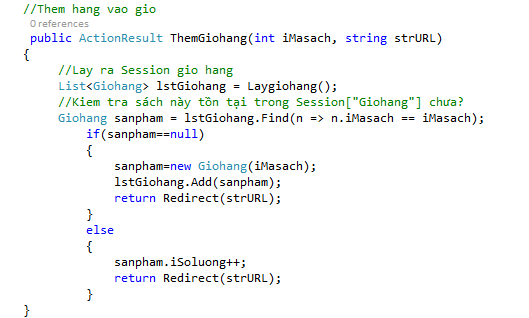 //Them hang vao gio
0 references
public ActionResult ThemGiohang(int iMasach, string strURL)
{
//Lay ra Session gio hang
List<Giohang> lstGiohang = Laygiohang();
//Kiem tra sách này tồn tại trong Session["Giohang"] chưa?
Giohang sanpham = lstGiohang.Find(n => n.iMasach == iMasach);
if(sanpham==null)
{
sanpham=new Giohang(iMasach);
lstGiohang.Add(sanpham);
return Redirect(strURL);
}
else
{
sanpham.iSoluong++;
return Redirect(strURL);
}
}